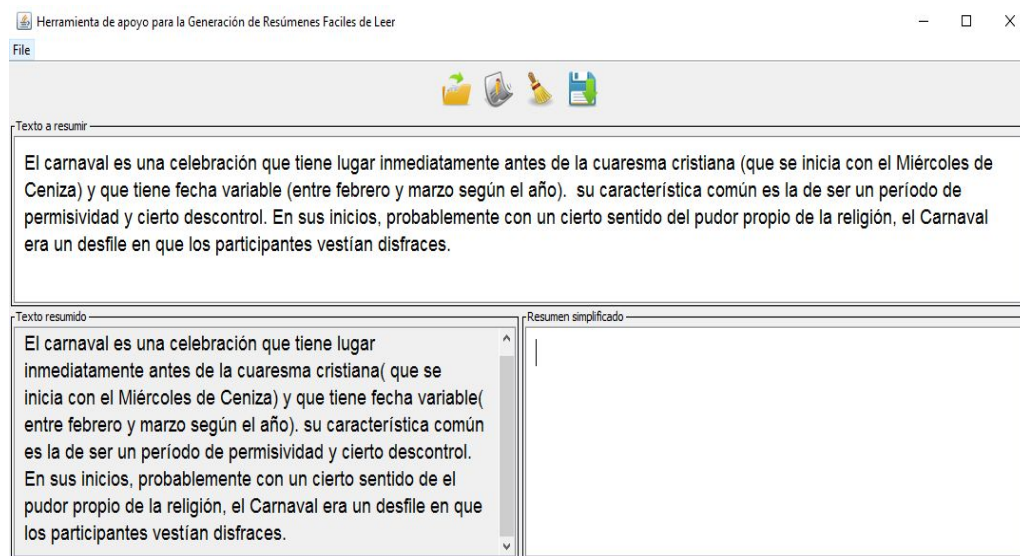 Herramienta de apoyo para la Generación de Resúmenes Faciles de Leer
File
Texto a resumir
El carnaval es una celebración que tiene lugar inmediatamente antes de la cuaresma cristiana (que se inicia con el Miércoles de
Ceniza) y que tiene fecha variable (entre febrero y marzo según el año).  su característica común es la de ser un período de
permisividad y cierto descontrol. En sus inicios, probablemente con un cierto sentido del pudor propio de la religión, el Carnaval
era un desfile en que los participantes vestían disfraces.
Texto resumido
El carnaval es una celebración que tiene lugar
inmediatamente antes de la cuaresma cristiana( que se
inicia con el Miércoles de Ceniza) y que tiene fecha variable(
entre febrero y marzo según el año). su característica común
es la de ser un período de permisividad y cierto descontrol.
En sus inicios, probablemente con un cierto sentido de el
pudor propio de la religión, el Carnaval era un desfile en que
los participantes vestían disfraces.
Resumen simplificado